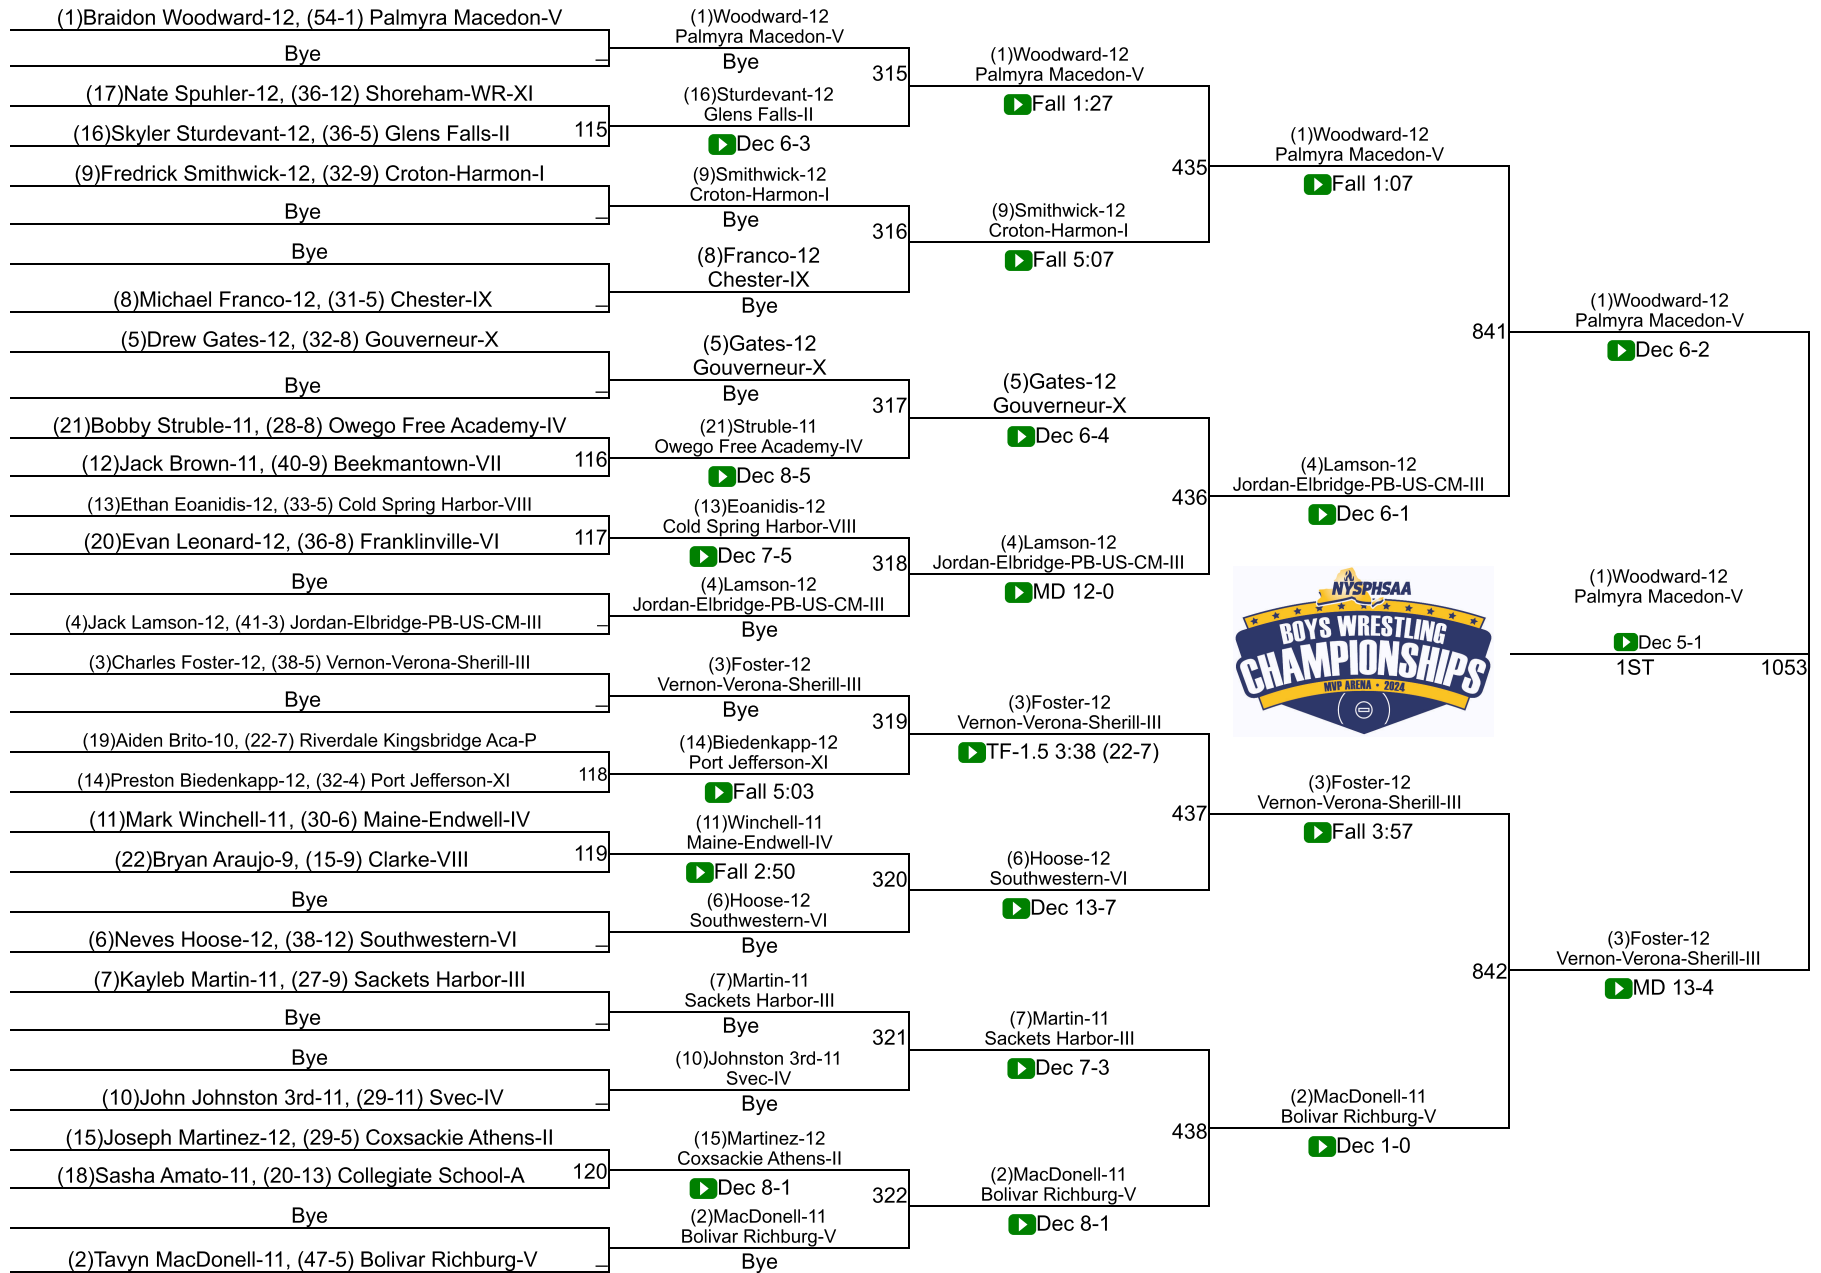 (1)Braidon Woodward-12, (54-1) Palmyra Macedon-V
Bye
(17)Nate Spuhler-12, (36-12) Shoreham-WR-XI
(16)Skyler Sturdevant-12, (36-5) Glens Falls-II
115
(9)Fredrick Smithwick-12, (32-9) Croton-Harmon-I
Bye
Bye
(8)Michael Franco-12, (31-5) Chester-IX
(5)Drew Gates-12, (32-8) Gouverneur-X
Bye
(21)Bobby Struble-11, (28-8) Owego Free Academy-IV
(12)Jack Brown-11, (40-9) Beekmantown-VII
116
(13)Ethan Eoanidis-12, (33-5) Cold Spring Harbor-VIII
(20)Evan Leonard-12, (36-8) Franklinville-VI
117
Bye
(4)Jack Lamson-12, (41-3) Jordan-Elbridge-PB-US-CM-III
(3)Charles Foster-12, (38-5) Vernon-Verona-Sherill-III
Bye
(19)Aiden Brito-10, (22-7) Riverdale Kingsbridge Aca-P
(14)Preston Biedenkapp-12, (32-4) Port Jefferson-XI
118
(11)Mark Winchell-11, (30-6) Maine-Endwell-IV
(22)Bryan Araujo-9, (15-9) Clarke-VIII
119
Bye
(6)Neves Hoose-12, (38-12) Southwestern-VI
(7)Kayleb Martin-11, (27-9) Sackets Harbor-III
Bye
Bye
(10)John Johnston 3rd-11, (29-11) Svec-IV
(15)Joseph Martinez-12, (29-5) Coxsackie Athens-II
(18)Sasha Amato-11, (20-13) Collegiate School-A
120
Bye
(2)Tavyn MacDonell-11, (47-5) Bolivar Richburg-V
(1)Woodward-12
Palmyra Macedon-V
Bye
315
(16)Sturdevant-12
Glens Falls-II
Dec 6-3
(9)Smithwick-12
Croton-Harmon-I
Bye
316
(8)Franco-12
Chester-IX
Bye
(5)Gates-12
Gouverneur-X
Bye
317
(21)Struble-11
Owego Free Academy-IV
Dec 8-5
(13)Eoanidis-12
Cold Spring Harbor-VIII
Dec 7-5
318
(4)Lamson-12
Jordan-Elbridge-PB-US-CM-III
Bye
(3)Foster-12
Vernon-Verona-Sherill-III
Bye
319
(14)Biedenkapp-12
Port Jefferson-XI
Fall 5:03
(11)Winchell-11
Maine-Endwell-IV
Fall 2:50
320
(6)Hoose-12
Southwestern-VI
Bye
(7)Martin-11
Sackets Harbor-III
Bye
321
(10)Johnston 3rd-11
Svec-IV
Bye
(15)Martinez-12
Coxsackie Athens-II
Dec 8-1
322
(2)MacDonell-11
Bolivar Richburg-V
Bye
(1)Woodward-12
Palmyra Macedon-V
Fall 1:27
435
(9)Smithwick-12
Croton-Harmon-I
Fall 5:07
(5)Gates-12
Gouverneur-X
Dec 6-4
436
(4)Lamson-12
Jordan-Elbridge-PB-US-CM-III
MD 12-0
(3)Foster-12
Vernon-Verona-Sherill-III
TF-1.5 3:38 (22-7)
437
(6)Hoose-12
Southwestern-VI
Dec 13-7
(7)Martin-11
Sackets Harbor-III
Dec 7-3
438
(2)MacDonell-11
Bolivar Richburg-V
Dec 8-1
(1)Woodward-12
Palmyra Macedon-V
Fall 1:07
841
(4)Lamson-12
Jordan-Elbridge-PB-US-CM-III
Dec 6-1
NYSPHSAA
BOYS WRESTLING
CHAMPIONSHIPS
MVP ARENA • 2024
(3)Foster-12
Vernon-Verona-Sherill-III
Fall 3:57
842
(2)MacDonell-11
Bolivar Richburg-V
Dec 1-0
(1)Woodward-12
Palmyra Macedon-V
Dec 6-2
(1)Woodward-12
Palmyra Macedon-V
Dec 5-1
1ST
1053
(3)Foster-12
Vernon-Verona-Sherill-III
MD 13-4